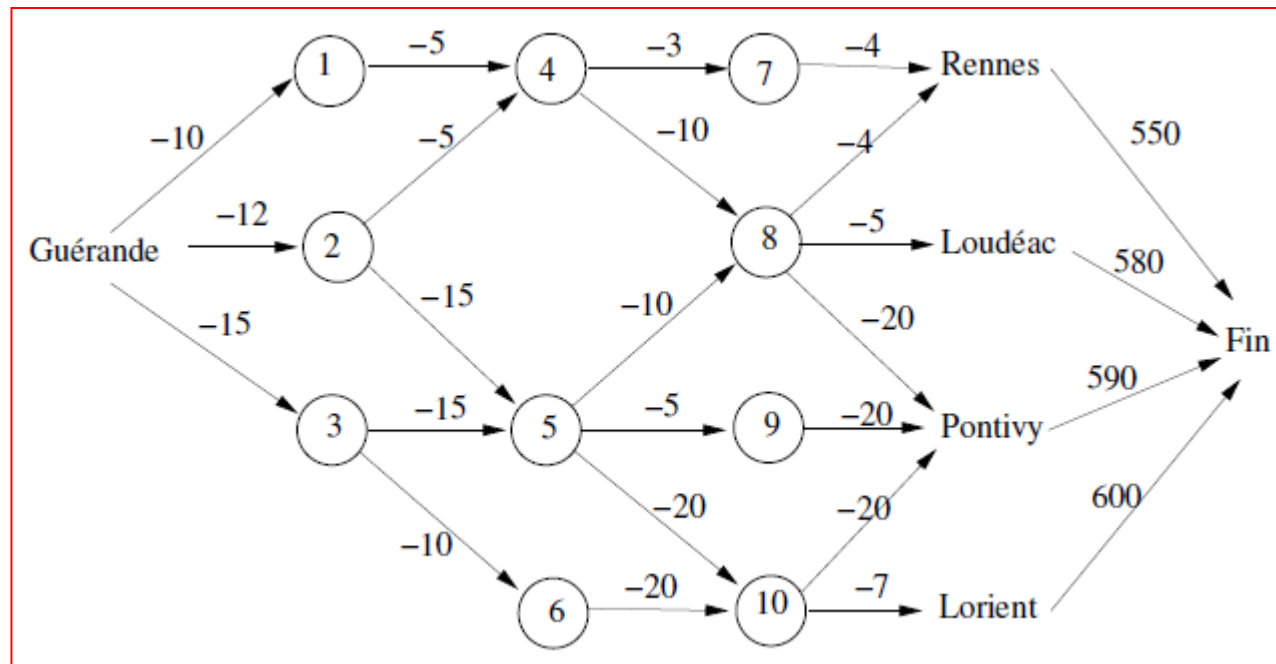 1 −5 4 −3 7 −4 Rennes
−10 −5 −10 −4 550
Guérande −12 2 8 −5 Loudéac 580
−15 −15 −10 −20 Fin
3 −15 5 −5 9 −20 Pontivy 590
−10 −20 −20 600
6 −20 10 −7 Lorient